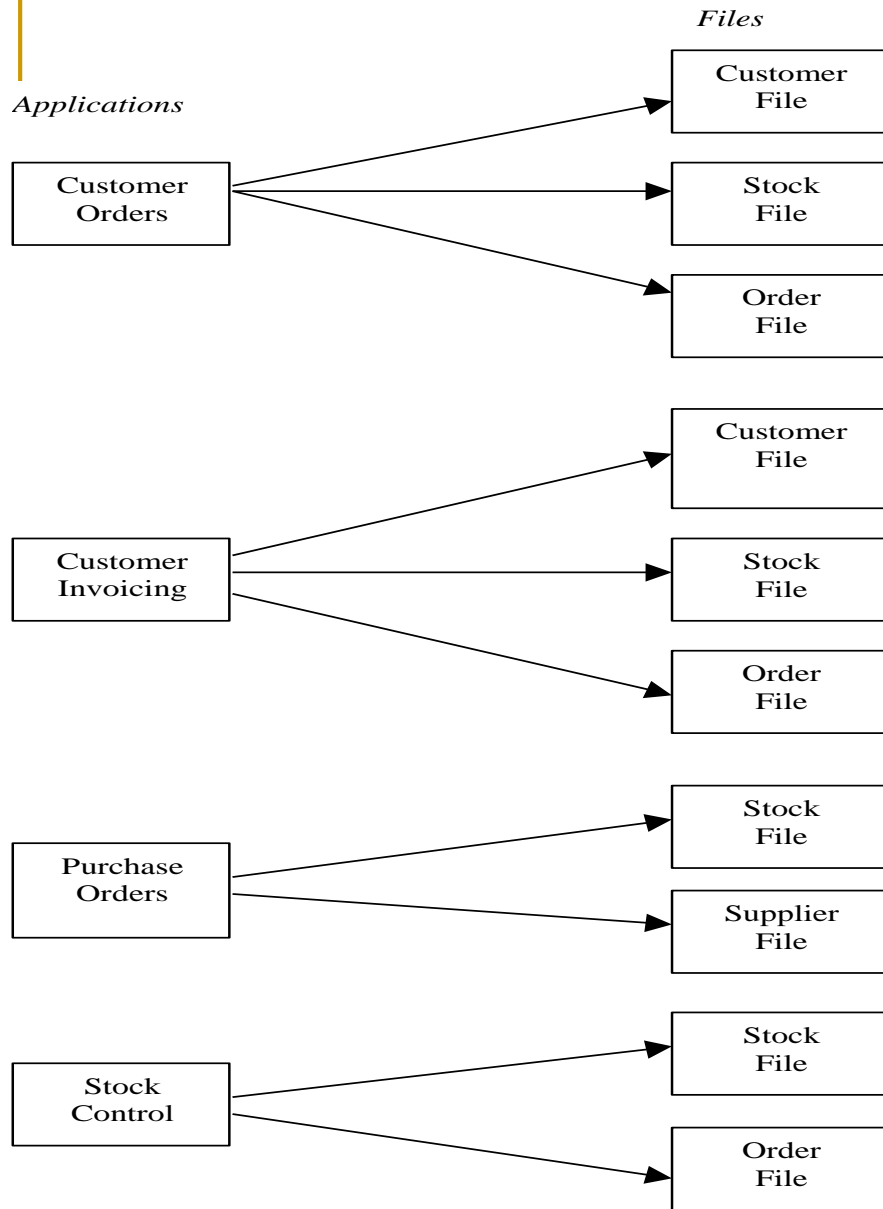 Files
Applications
Customer
File
Customer
Orders
Stock
File
Order
File
Customer
File
Customer
Invoicing
Stock
File
Order
File
Stock
File
Purchase
Orders
Supplier
File
Stock
File
Stock
Control
Order
File